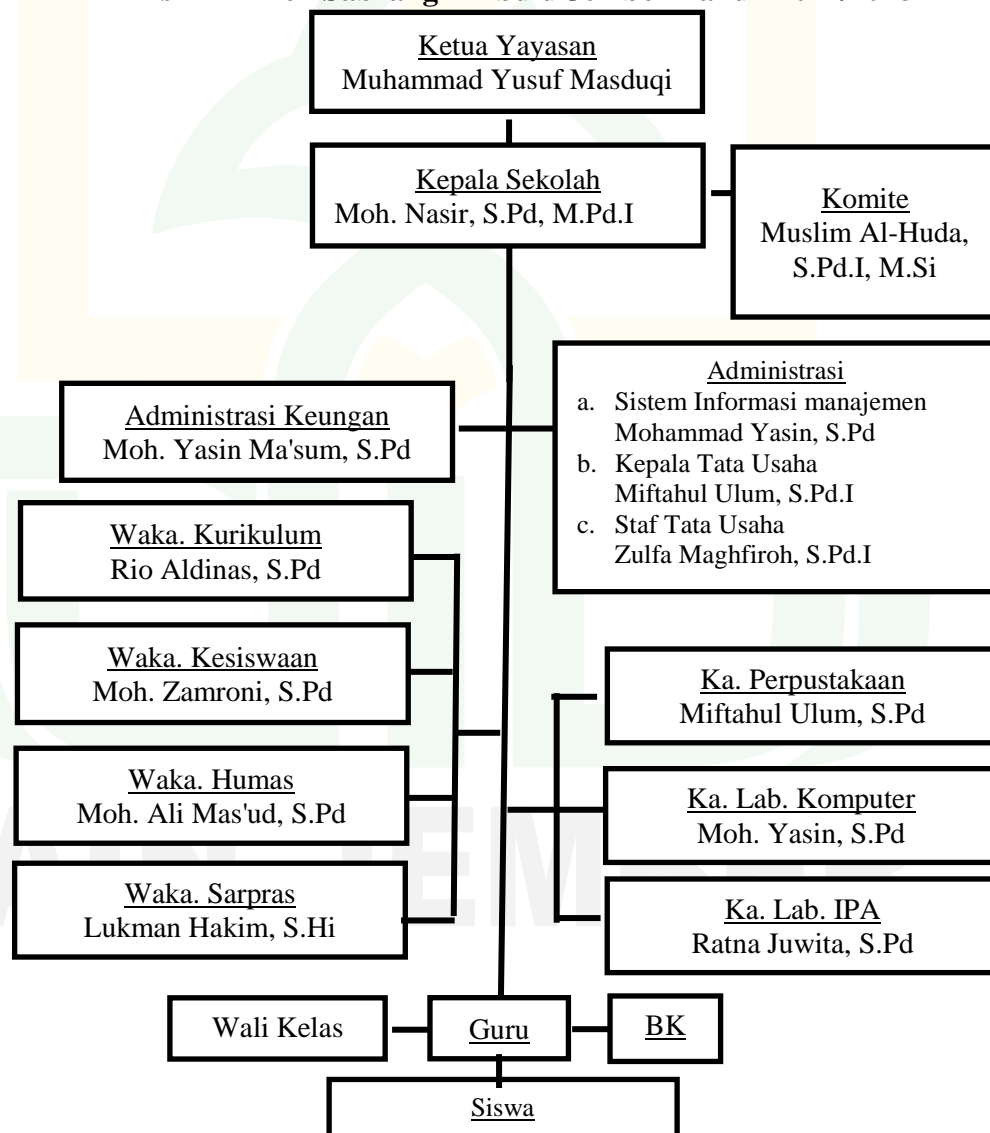 Ketua Yayasan
Muhammad Yusuf Masduqi
Kepala Sekolah
Moh. Nasir, S.Pd, M.Pd.I
Komite
Muslim Al-Huda,
S.Pd.I, M.Si
Administrasi Keungan
Moh. Yasin Ma'sum, S.Pd
Administrasi
a. Sistem Informasi manajemen
Mohammad Yasin, S.Pd
b. Kepala Tata Usaha
Miftahul Ulum, S.Pd.I
c. Staf Tata Usaha
Zulfa Maghfiroh, S.Pd.I
Waka. Kurikulum
Rio Aldinas, S.Pd
Waka. Kesiswaan
Moh. Zamroni, S.Pd
Waka. Humas
Moh. Ali Mas'ud, S.Pd
Waka. Sarpras
Lukman Hakim, S.Hi
Ka. Perpustakaan
Miftahul Ulum, S.Pd
Ka. Lab. Komputer
Moh. Yasin, S.Pd
Ka. Lab. IPA
Ratna Juwita, S.Pd
Wali Kelas
Guru
BK
Siswa